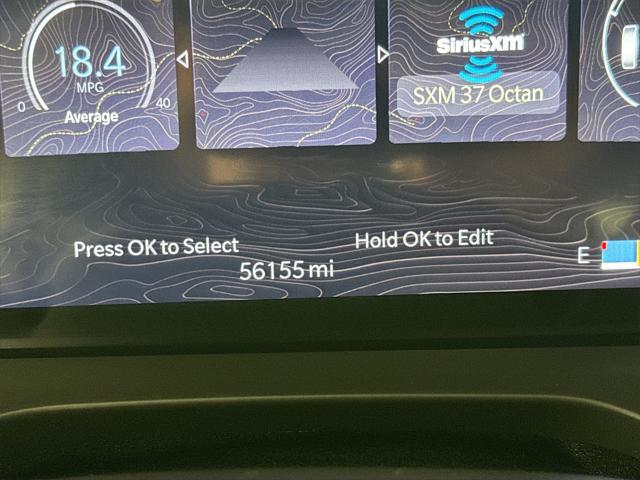 18.4
MPG
0 40
Average
SiriusXM
SXM 37 Octan
Press OK to Select
Hold OK to Edit
56155 mi
E